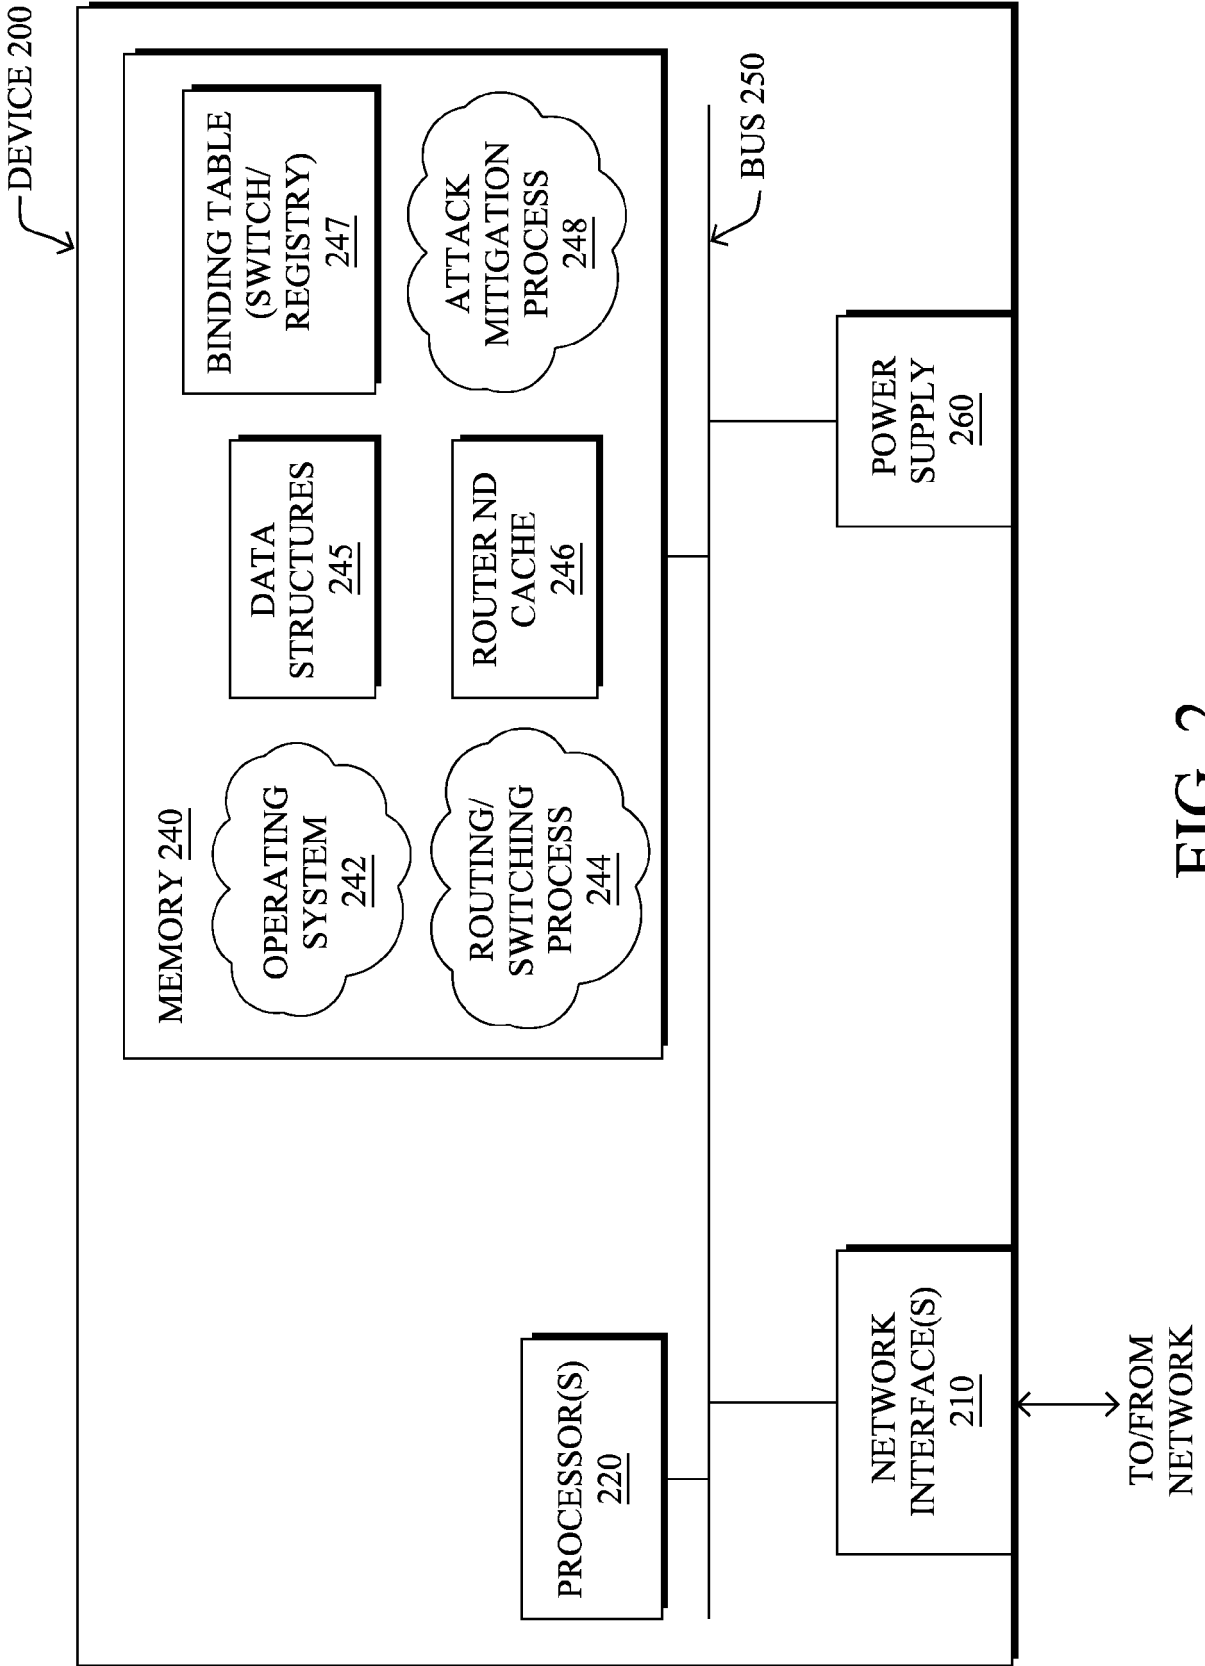 DEVICE 200
MEMORY 240
OPERATING
SYSTEM
242
DATA
STRUCTURES
245
BINDING TABLE
(SWITCH/
REGISTRY)
247
ROUTING/
SWITCHING
PROCESS
244
ROUTER ND
CACHE
246
ATTACK
MITIGATION
PROCESS
248
PROCESSOR(S)
220
BUS 250
NETWORK
INTERFACE(S)
210
POWER
SUPPLY
260
TO/FROM
NETWORK
FIG. 2